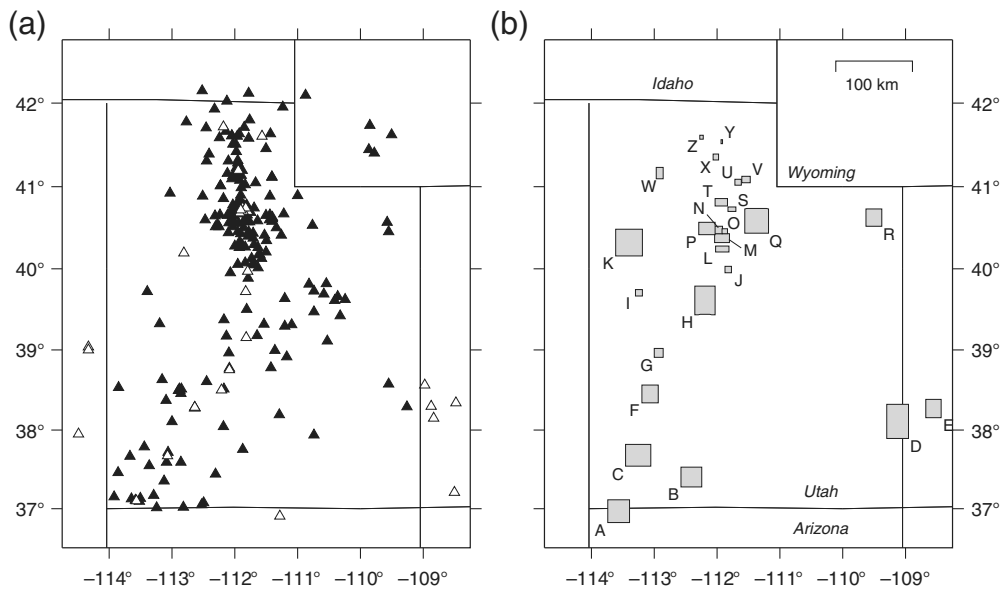 (a)
(b)
42°
41°
40°
39°
38°
37°
−114° −113° −112° −111° −110° −109°
Idaho
100 km
Wyoming
Utah
Arizona
Z
Y
X
U
V
W
T
S
N
O
P
Q
R
K
M
L
J
I
H
G
F
E
D
C
B
A
42°
41°
40°
39°
38°
37°
−114° −113° −112° −111° −110° −109°